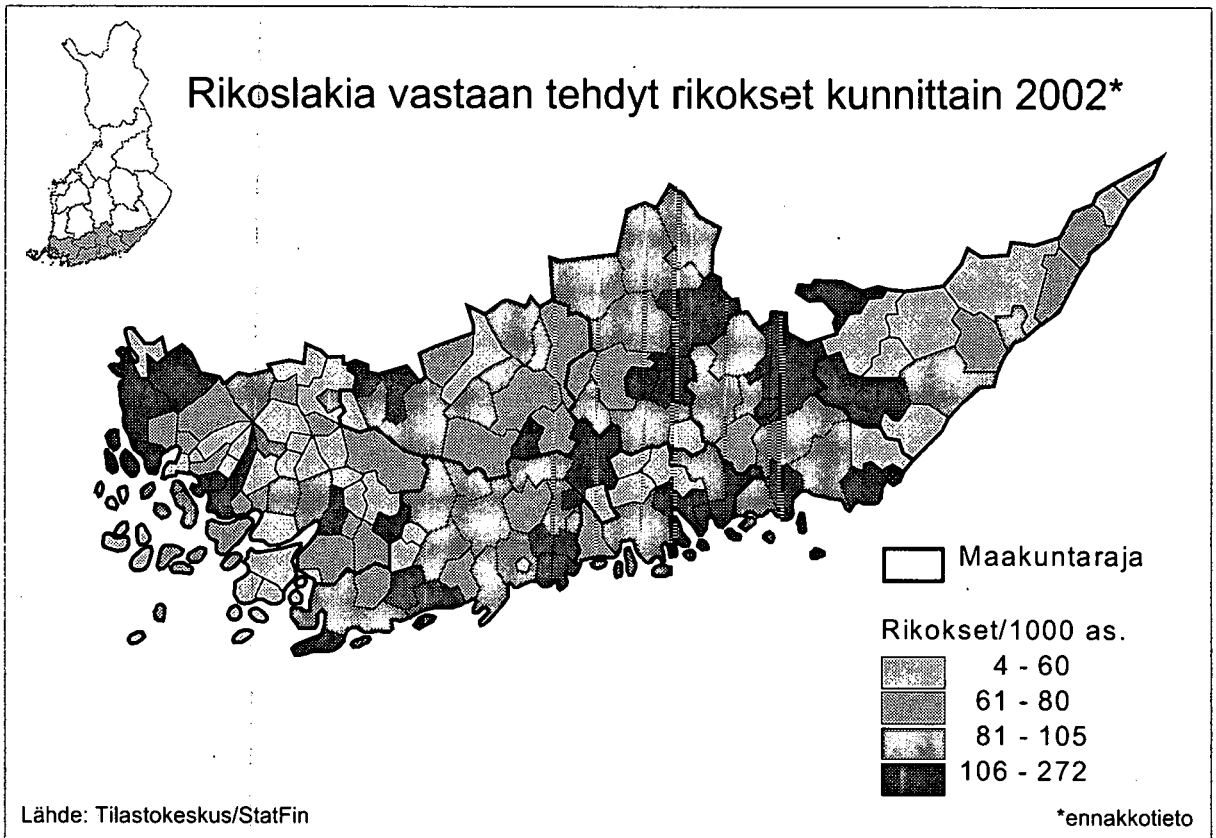 Rikoslakia vastaan tehdyt rikokset kunnittain 2002*
Maakuntaraja
Rikokset/1000 as.
4 - 60
61 - 80
81 - 105
106 - 272
Lähde: Tilastokeskus/StatFin
*ennakkotieto